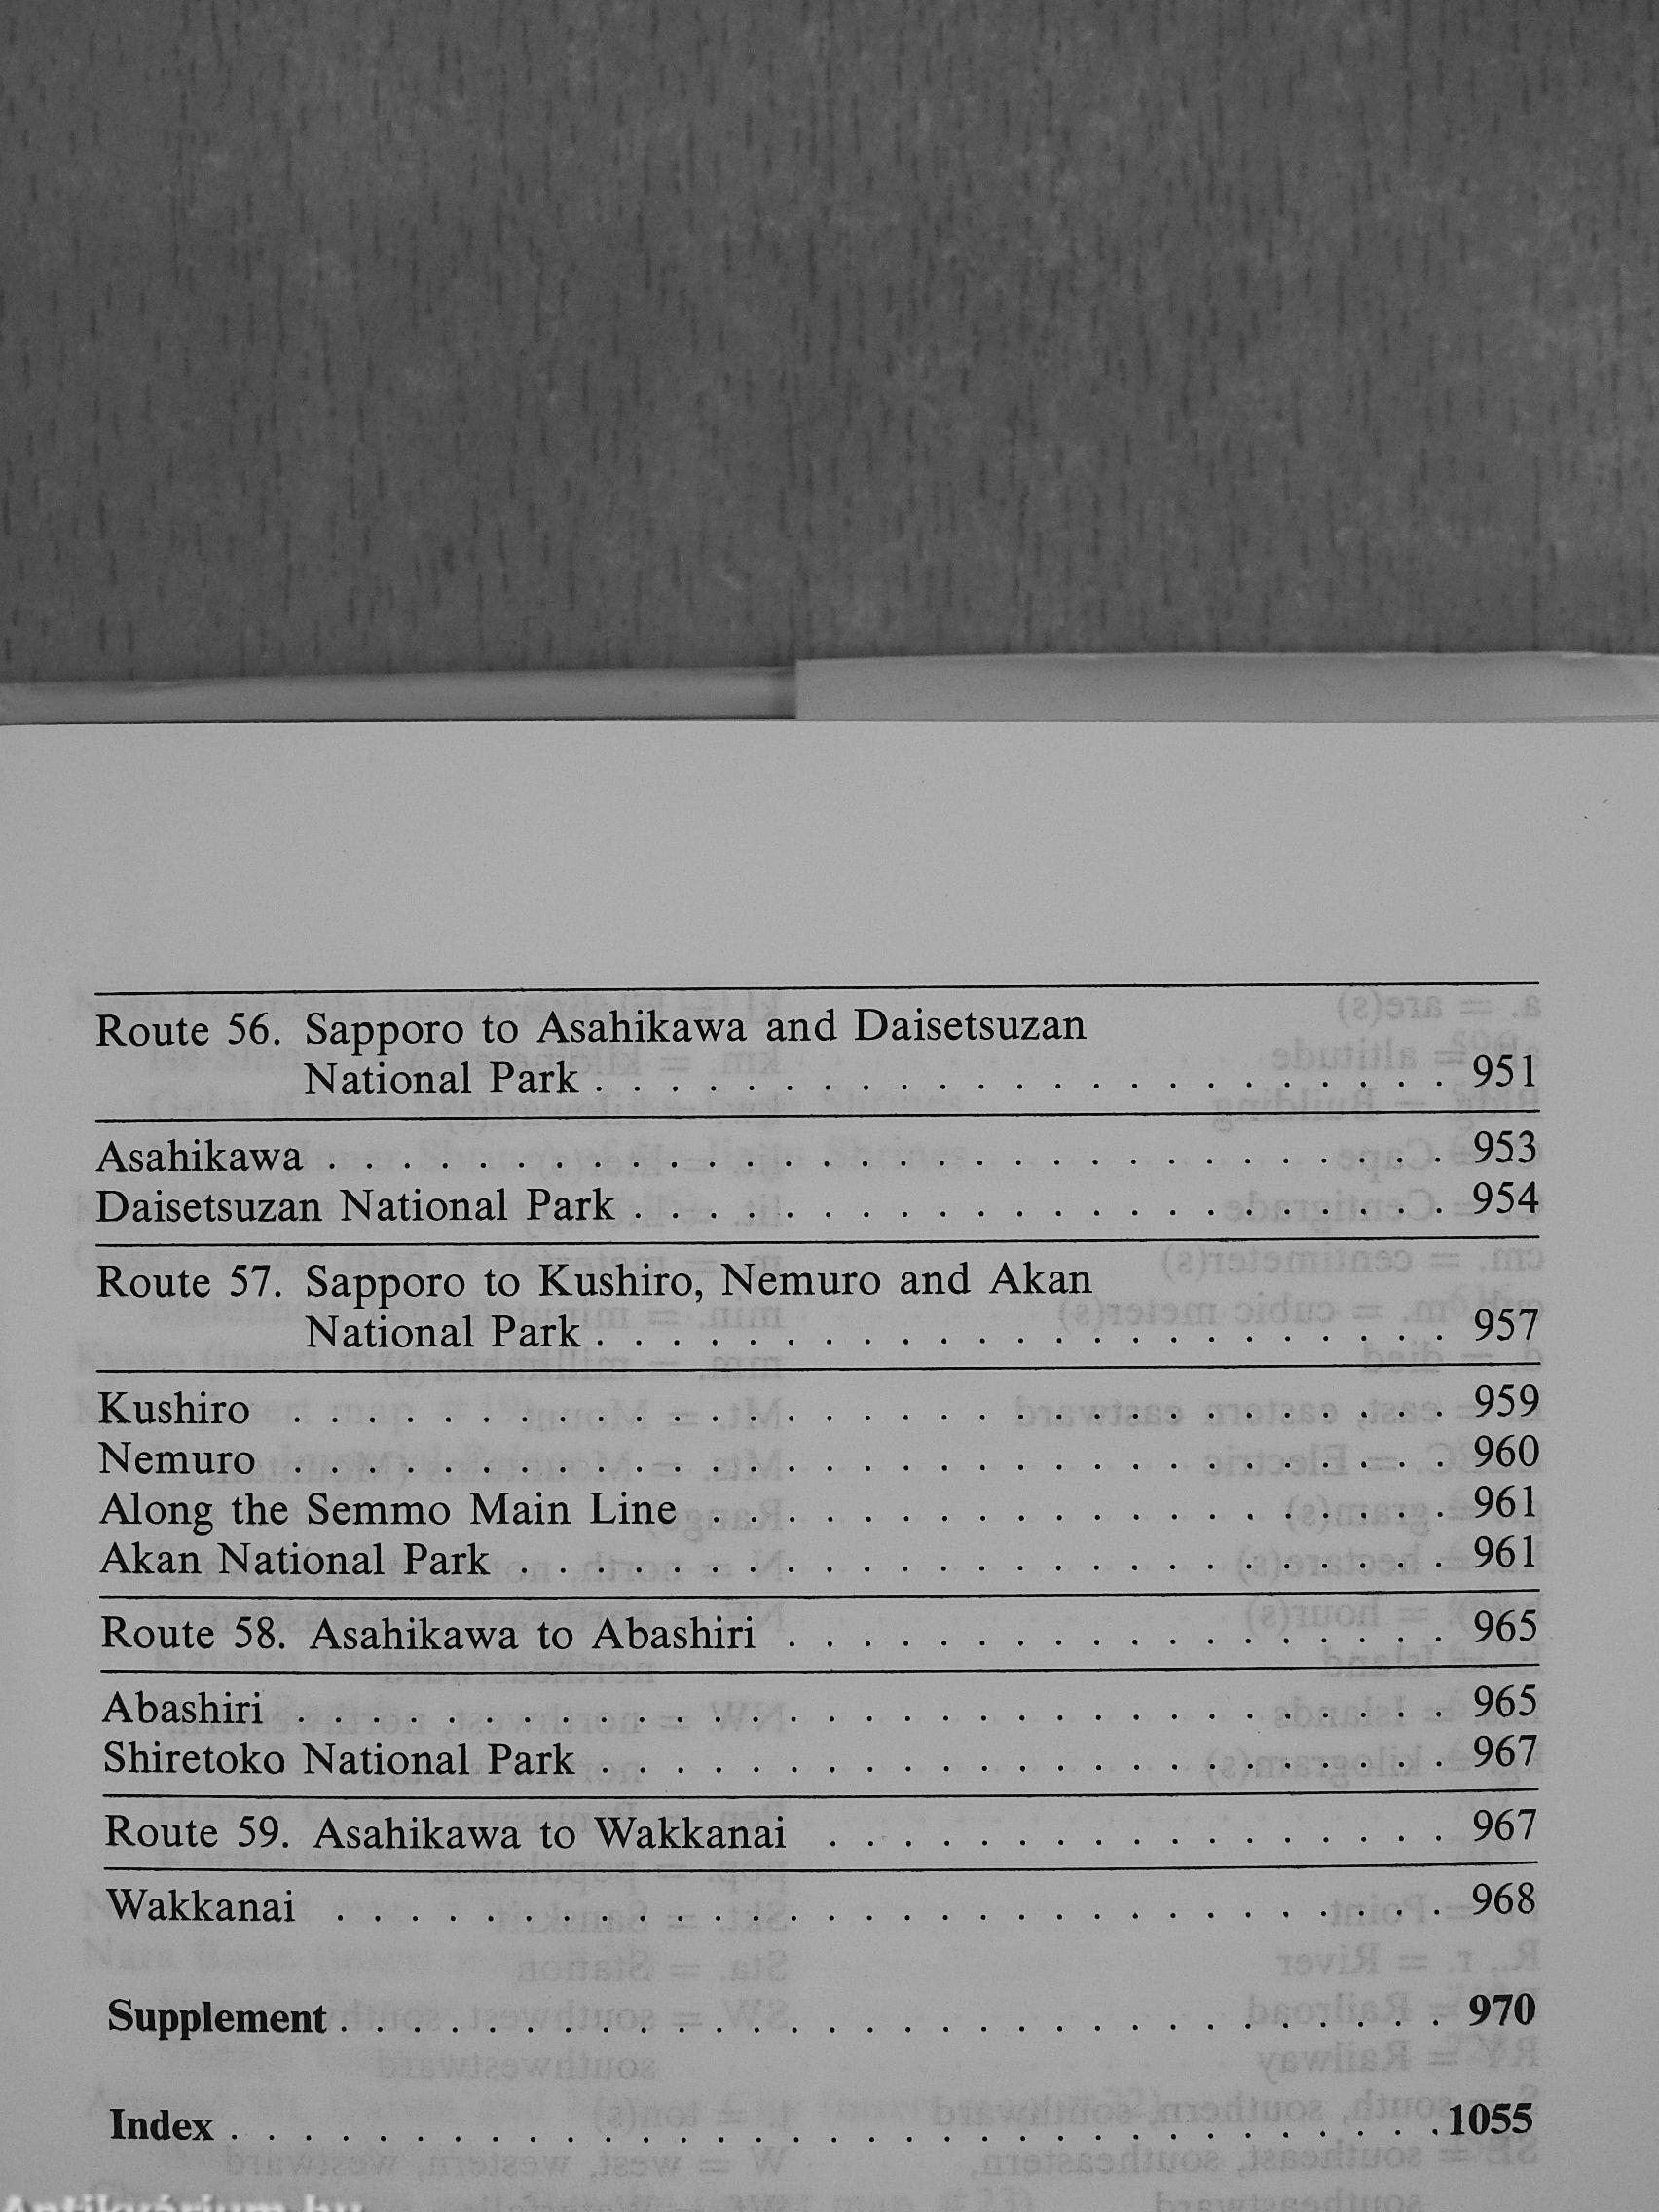 Route 56. Sapporo to Asahikawa and Daisetsuzan
National Park . . . . . . . . . . . . . . . . . . . . . . . 951
Asahikawa . . . . . . . . . . . . . . . . . . . . . . . . . . . . . . 953
Daisetsuzan National Park . . . . . . . . . . . . . . . . . . . . . . 954
Route 57. Sapporo to Kushiro, Nemuro and Akan
National Park . . . . . . . . . . . . . . . . . . . . . . . 957
Kushiro . . . . . . . . . . . . . . . . . . . . . . . . . . . . . . . 959
Nemuro . . . . . . . . . . . . . . . . . . . . . . . . . . . . . . . 960
Along the Semmo Main Line . . . . . . . . . . . . . . . . . . . . 961
Akan National Park . . . . . . . . . . . . . . . . . . . . . . . . . 961
Route 58. Asahikawa to Abashiri . . . . . . . . . . . . . . . . . . 965
Abashiri . . . . . . . . . . . . . . . . . . . . . . . . . . . . . . . 965
Shiretoko National Park . . . . . . . . . . . . . . . . . . . . . . . 967
Route 59. Asahikawa to Wakkanai . . . . . . . . . . . . . . . . . 967
Wakkanai . . . . . . . . . . . . . . . . . . . . . . . . . . . . . . 968
Supplement . . . . . . . . . . . . . . . . . . . . . . . . . . . . . . 970
Index . . . . . . . . . . . . . . . . . . . . . . . . . . . . . . . . . 1055
Antikvárium.hu